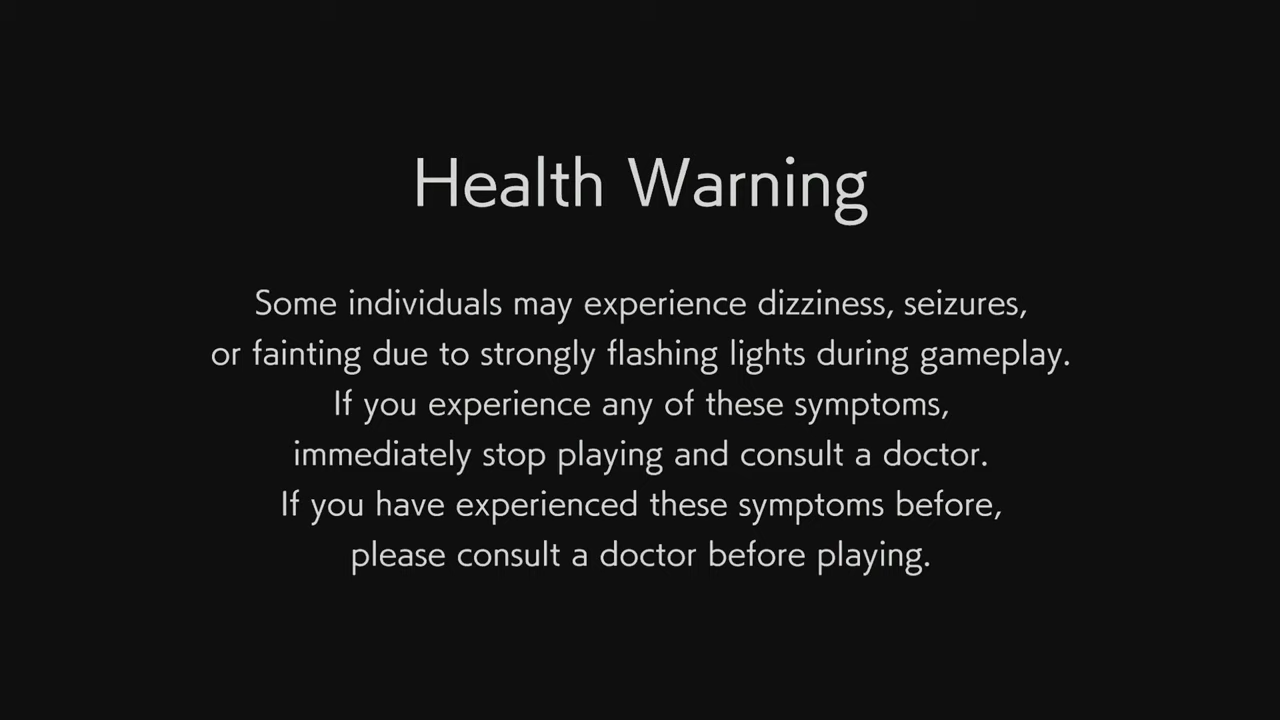 Health Warning
Some individuals may experience dizziness, seizures,
or fainting due to strongly flashing lights during gameplay.
If you experience any of these symptoms,
immediately stop playing and consult a doctor.
If you have experienced these symptoms before,
please consult a doctor before playing.